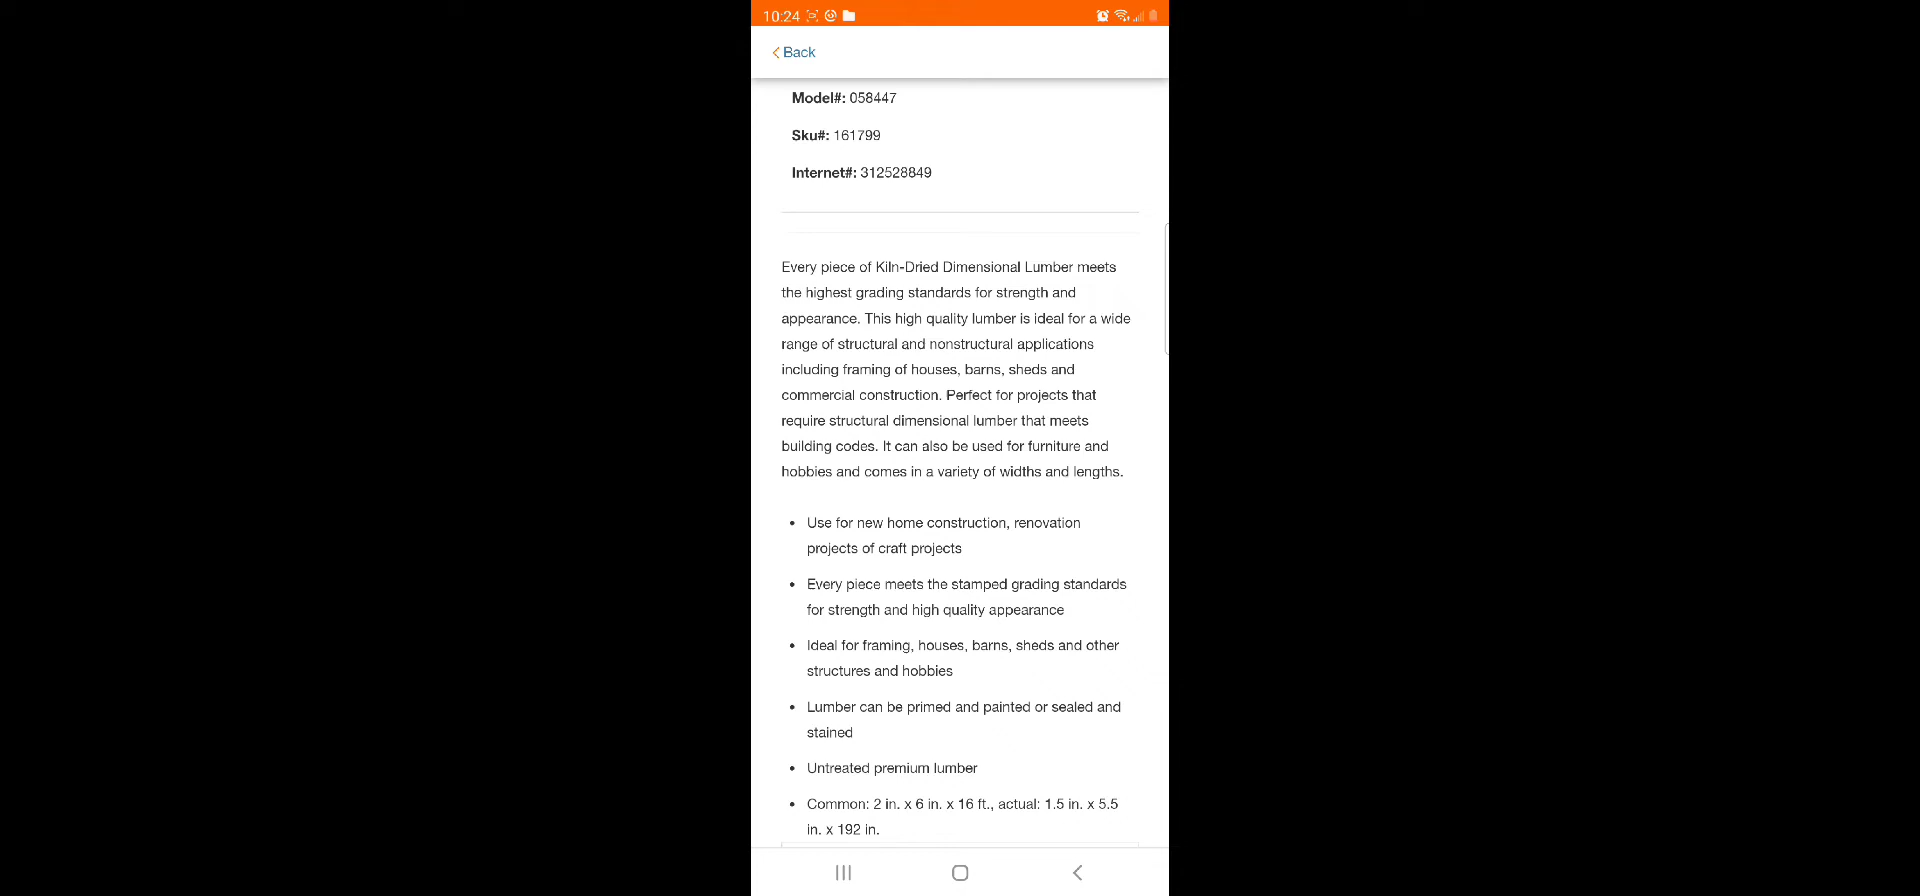 10:24
Back
Model#: 058447
Sku#: 161799
Internet#: 312528849
Every piece of Kiln-Dried Dimensional Lumber meets
the highest grading standards for strength and
appearance. This high quality lumber is ideal for a wide
range of structural and nonstructural applications
including framing of houses, barns, sheds and
commercial construction. Perfect for projects that
require structural dimensional lumber that meets
building codes. It can also be used for furniture and
hobbies and comes in a variety of widths and lengths.
• Use for new home construction, renovation
projects of craft projects
• Every piece meets the stamped grading standards
for strength and high quality appearance
• Ideal for framing, houses, barns, sheds and other
structures and hobbies
• Lumber can be primed and painted or sealed and
stained
• Untreated premium lumber
• Common: 2 in. x 6 in. x 16 ft., actual: 1.5 in. x 5.5
in. x 192 in.